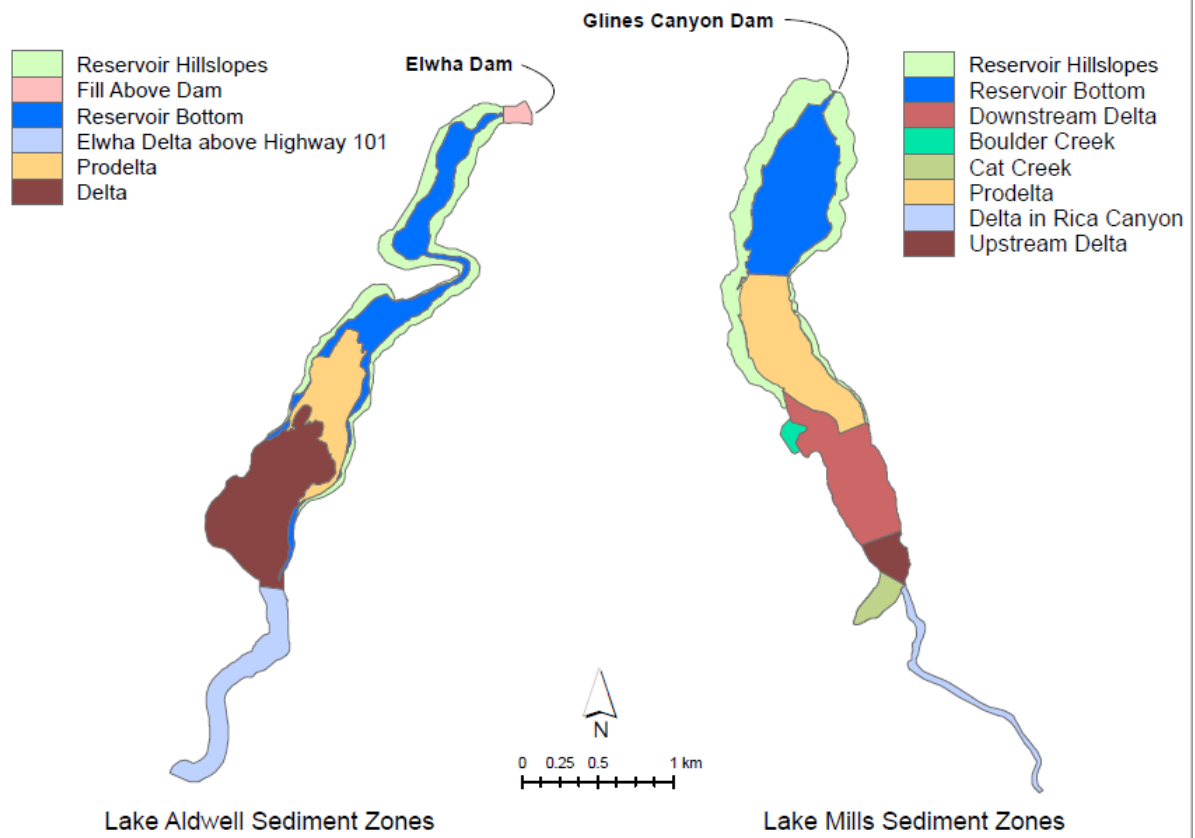 Glines Canyon Dam
Elwha Dam
Reservoir Hillslopes
Fill Above Dam
Reservoir Bottom
Elwha Delta above Highway 101
Prodelta
Delta
Reservoir Hillslopes
Reservoir Bottom
Downstream Delta
Boulder Creek
Cat Creek
Prodelta
Delta in Rica Canyon
Upstream Delta
N
0 0.25 0.5 1 km
Lake Aldwell Sediment Zones
Lake Mills Sediment Zones